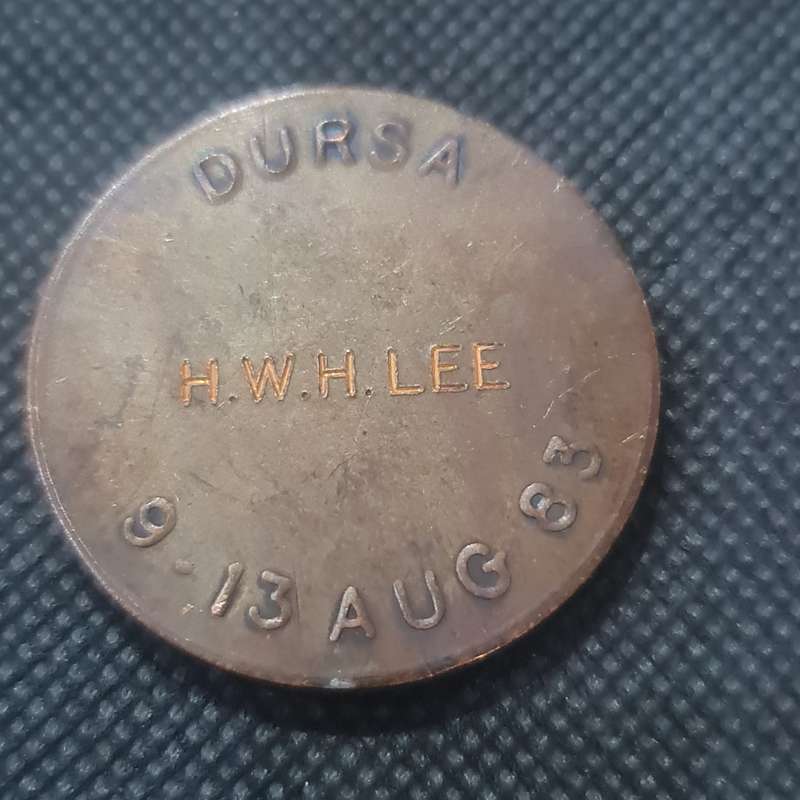 DURSA
H.W.H. LEE
9-13 AUG 83